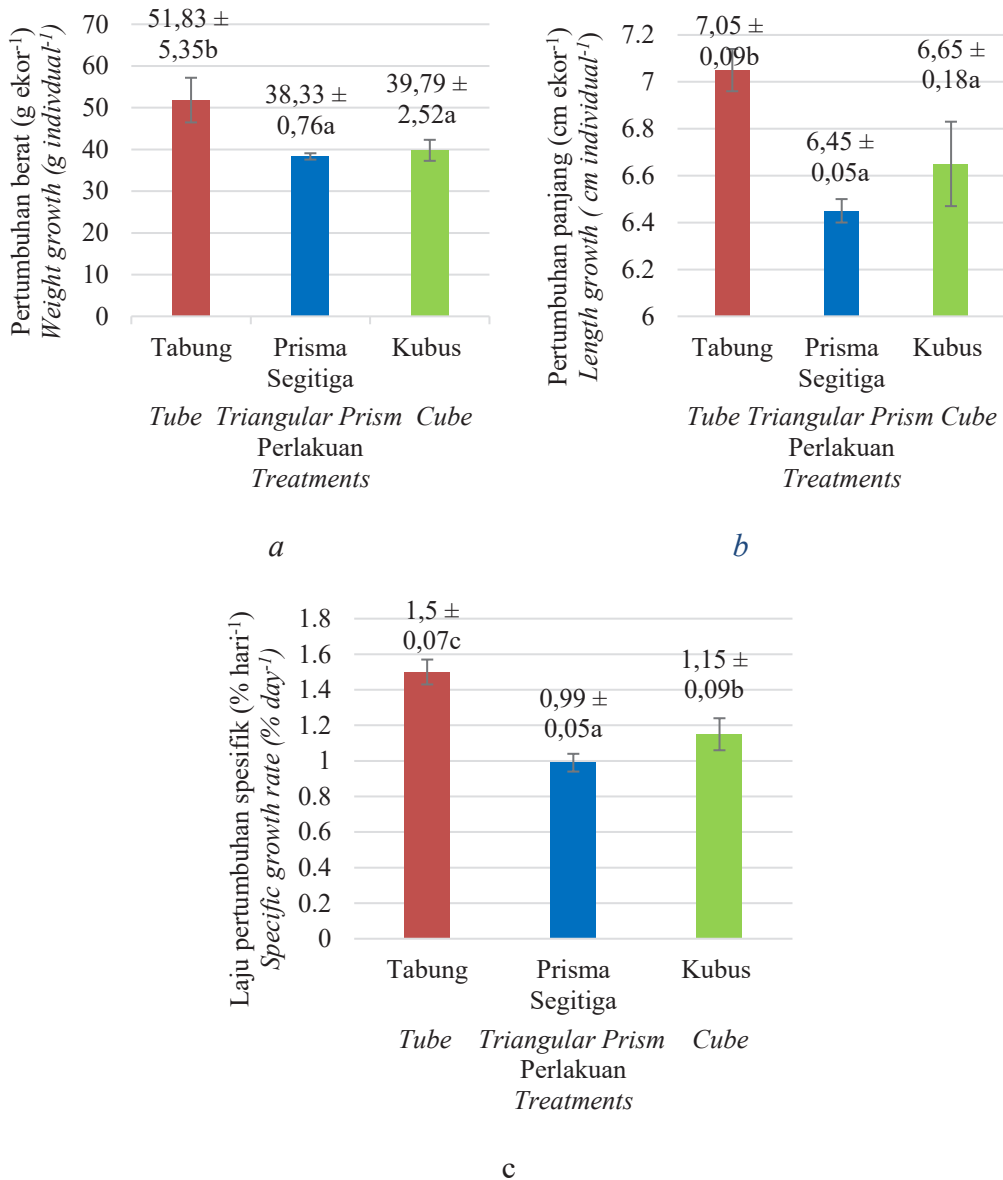 Pertumbuhan berat (g ekor⁻¹)
Weight growth (g indivdual⁻¹)
70
60
50
40
30
20
10
0
51,83 ±
5,35b
38,33 ±
0,76a
39,79 ±
2,52a
Tabung
Prisma
Segitiga
Kubus
Tube Triangular Prism Cube
Perlakuan
Treatments
a
Pertumbuhan panjang (cm ekor⁻¹)
Length growth ( cm individual⁻¹)
7.2
7
6.8
6.6
6.4
6.2
6
7,05 ±
0,09b
6,45 ±
0,05a
6,65 ±
0,18a
Tabung
Prisma
Segitiga
Kubus
Tube Triangular Prism Cube
Perlakuan
Treatments
b
Laju pertumbuhan spesifik (% hari⁻¹)
Specific growth rate (% day⁻¹)
1.8
1.6
1.4
1.2
1
0.8
0.6
0.4
0.2
0
1,5 ±
0,07c
0,99 ±
0,05a
1,15 ±
0,09b
Tabung
Prisma
Segitiga
Kubus
Tube Triangular Prism Cube
Perlakuan
Treatments
c